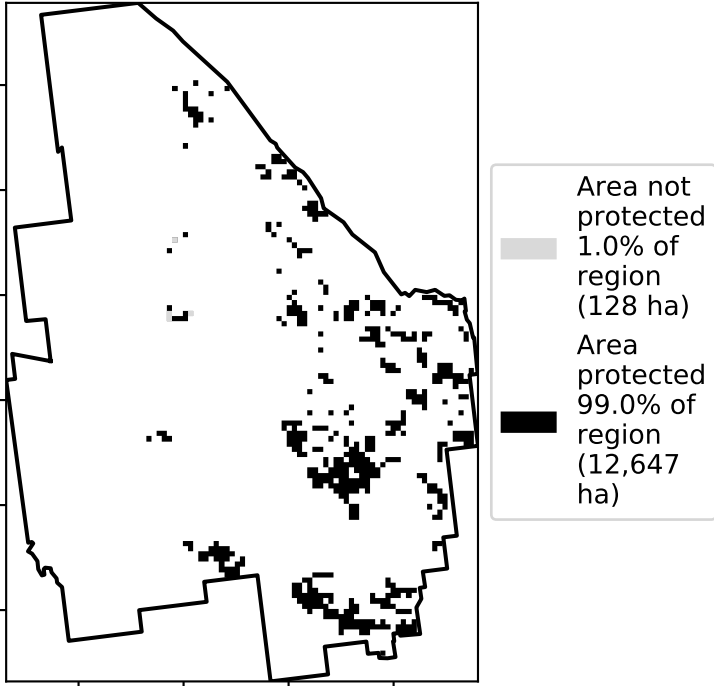 Area not
protected
1.0% of
region
(128 ha)
Area
protected
99.0% of
region
(12,647
ha)